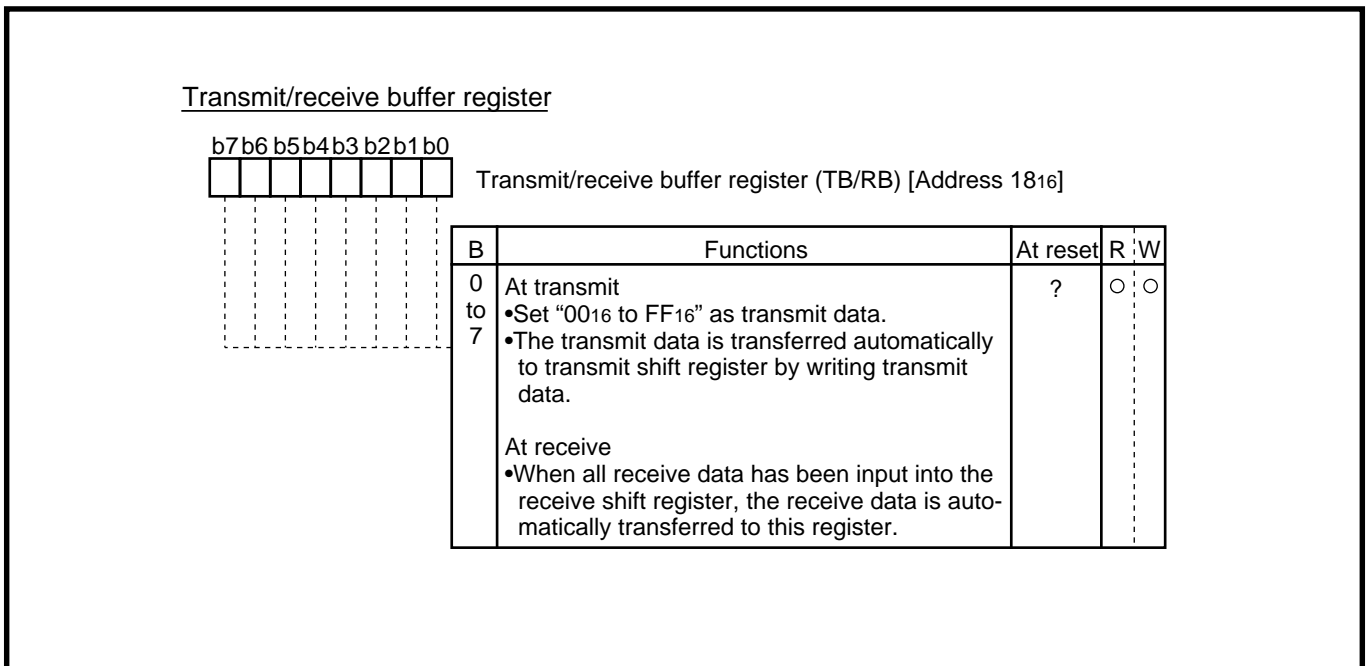 Transmit/receive buffer register
b7 b6 b5 b4 b3 b2 b1 b0
Transmit/receive buffer register (TB/RB) [Address 1816]
B Functions At reset R W
0 to 7
At transmit
•Set “0016 to FF16” as transmit data.
•The transmit data is transferred automatically
to transmit shift register by writing transmit
data.
At receive
•When all receive data has been input into the
receive shift register, the receive data is auto-
matically transferred to this register.
? ○ ○